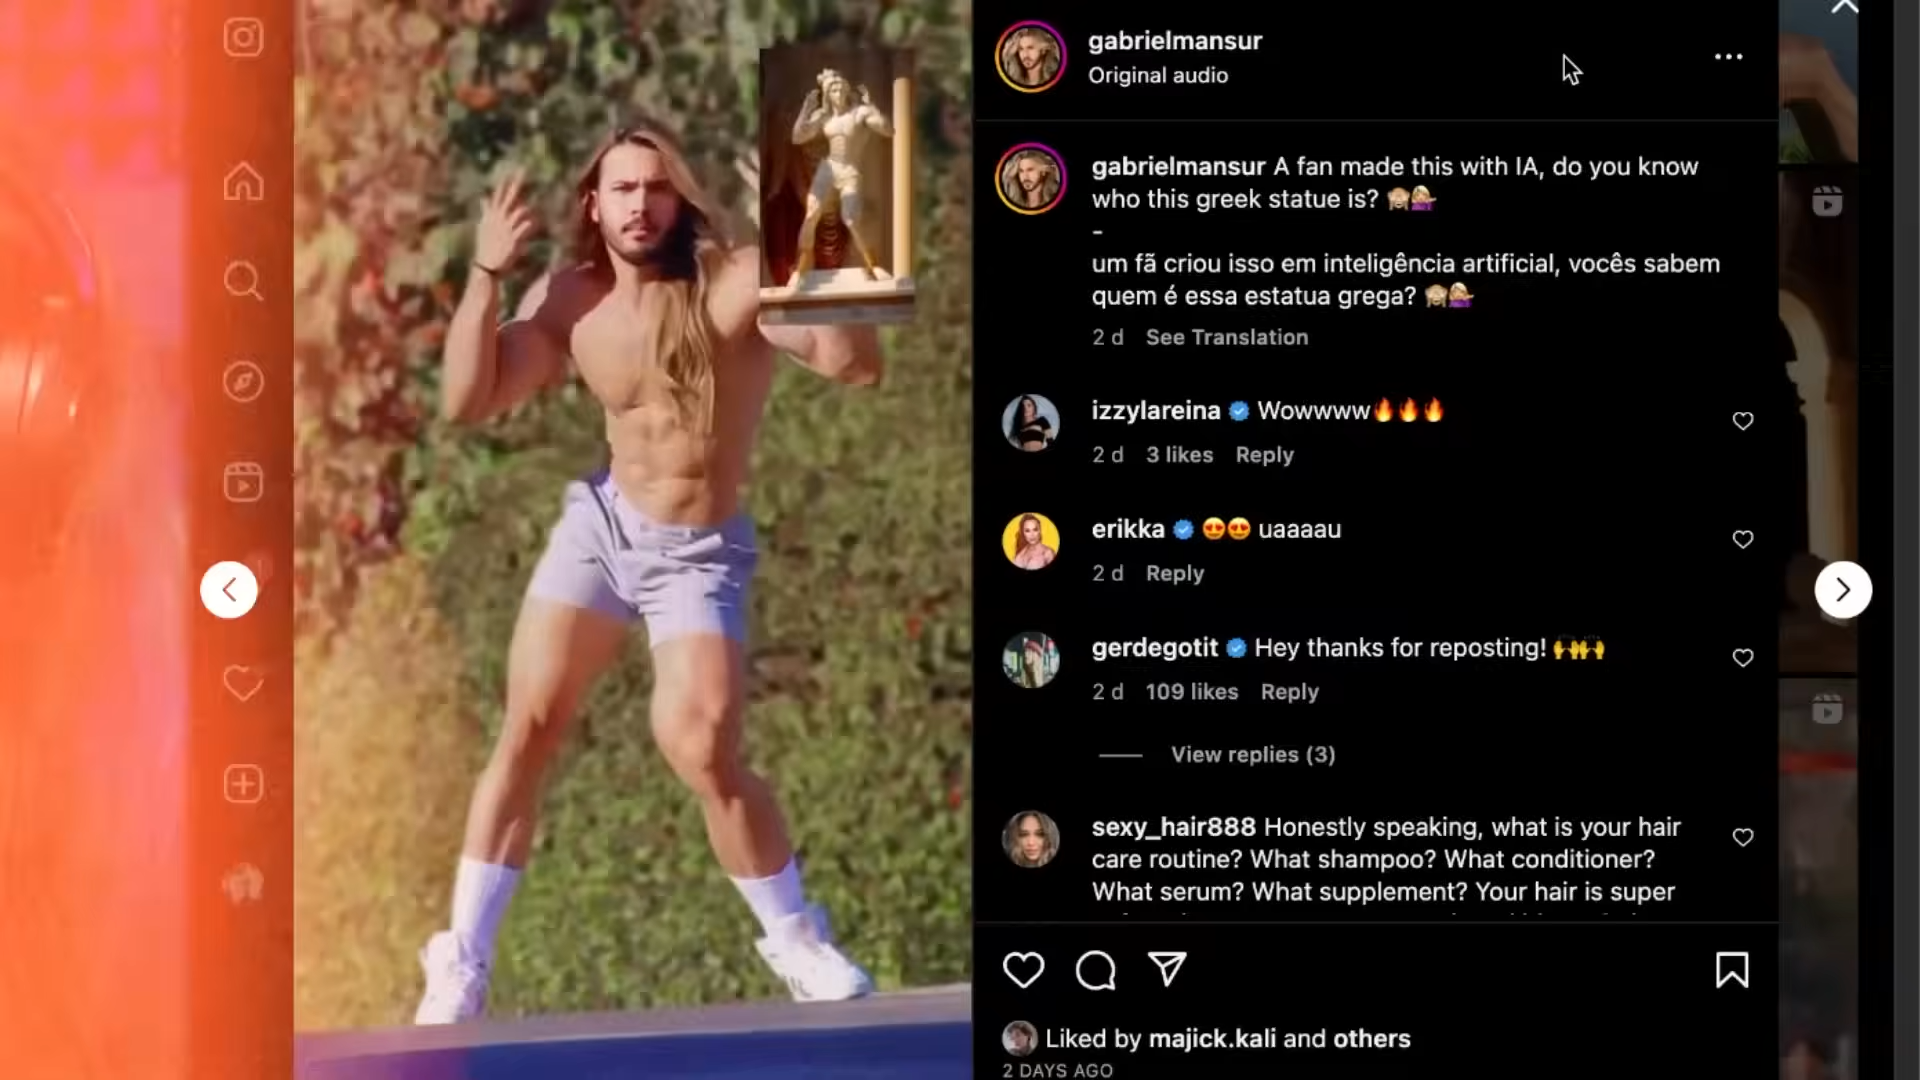 gabrielmansur
Original audio
gabrielmansur A fan made this with IA, do you know
who this greek statue is? 🙈💁🏼‍♀️
-
um fã criou isso em inteligência artificial, vocês sabem
quem é essa estatua grega? 🙈💁🏼‍♀️
2 d See Translation
izzylareina Wowwww🔥🔥🔥
2 d 3 likes Reply
erikka 😍😍 uaaaau
2 d Reply
gerdegotit Hey thanks for reposting! 🙌🙌
2 d 109 likes Reply
View replies (3)
sexy_hair888 Honestly speaking, what is your hair
care routine? What shampoo? What conditioner?
What serum? What supplement? Your hair is super
Liked by majick.kali and others
2 DAYS AGO